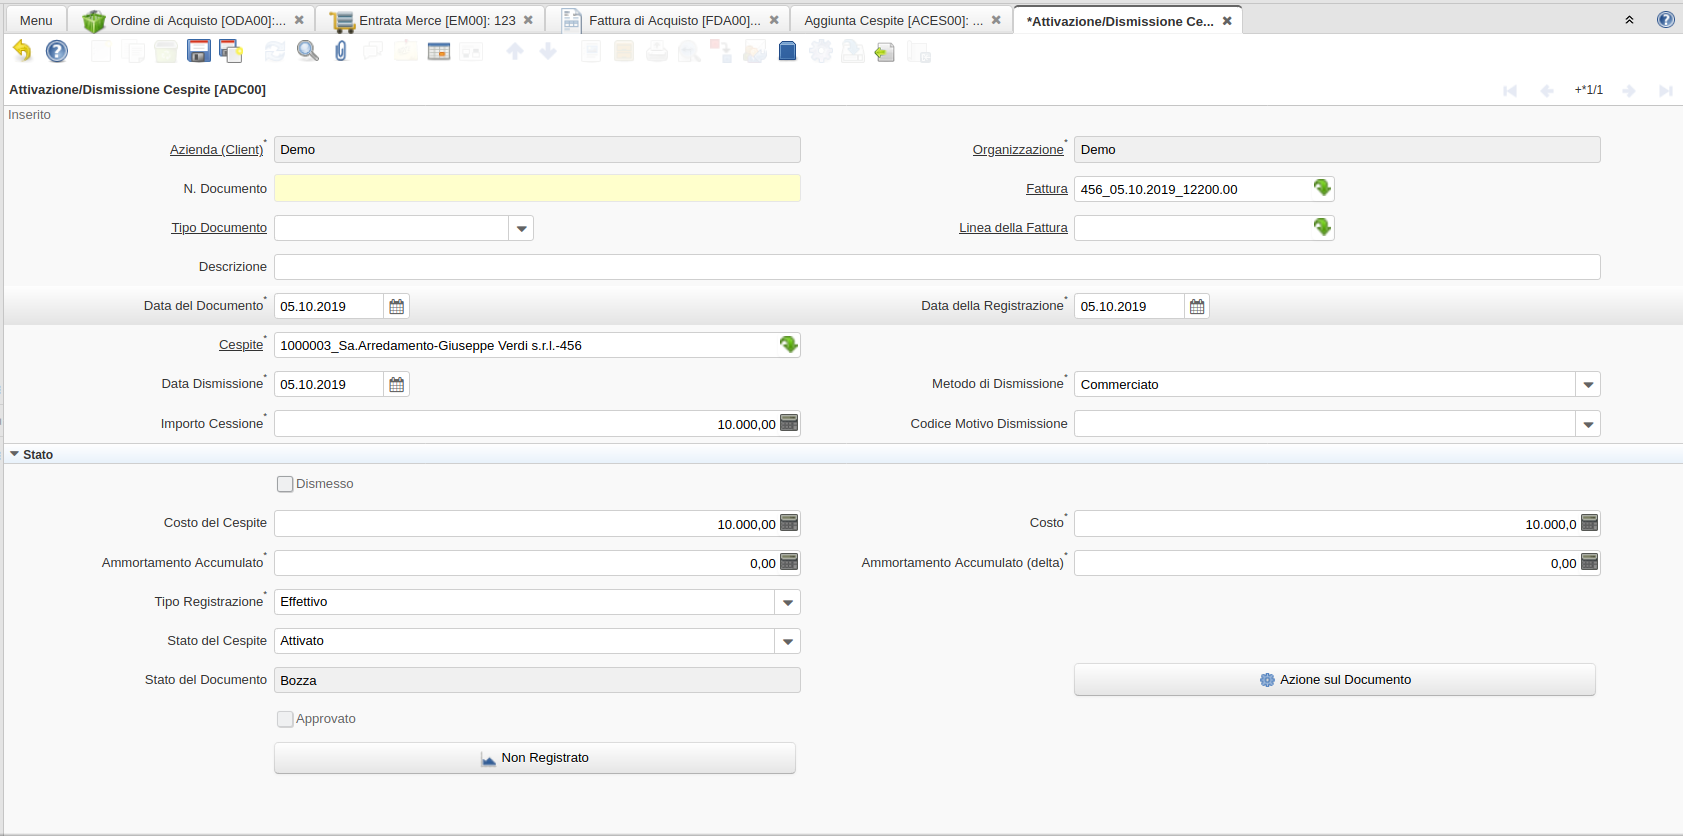 Menu Ordine di Acquisto [ODA00]:... Entrata Merce [EM00]: 123 Fattura di Acquisto [FDA00]... Aggiunta Cespite [ACES00]: ... *Attivazione/Dismissione Ce...
Attivazione/Dismissione Cespite [ADC00] +*1/1
Inserito
Azienda (Client)* Demo Organizzazione* Demo
N. Documento Fattura 456_05.10.2019_12200.00
Tipo Documento Linea della Fattura
Descrizione
Data del Documento* 05.10.2019 Data della Registrazione* 05.10.2019
Cespite* 1000003_Sa.Arredamento-Giuseppe Verdi s.r.l.-456
Data Dismissione* 05.10.2019 Metodo di Dismissione* Commerciato
Importo Cessione* 10.000,00 Codice Motivo Dismissione
Stato
Dismesso
Costo del Cespite 10.000,00 Costo* 10.000,0
Ammortamento Accumulato* 0,00 Ammortamento Accumulato (delta)* 0,00
Tipo Registrazione* Effettivo
Stato del Cespite Attivato
Stato del Documento Bozza Azione sul Documento
Approvato
Non Registrato